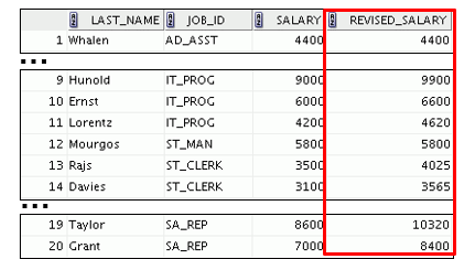 LAST_NAME JOB_ID SALARY REVISED_SALARY
1 Whalen AD_ASST 4400 4400
...
9 Hunold IT_PROG 9000 9900
10 Ernst IT_PROG 6000 6600
11 Lorentz IT_PROG 4200 4620
12 Mourgos ST_MAN 5800 5800
13 Rajs ST_CLERK 3500 4025
14 Davies ST_CLERK 3100 3565
...
19 Taylor SA_REP 8600 10320
20 Grant SA_REP 7000 8400